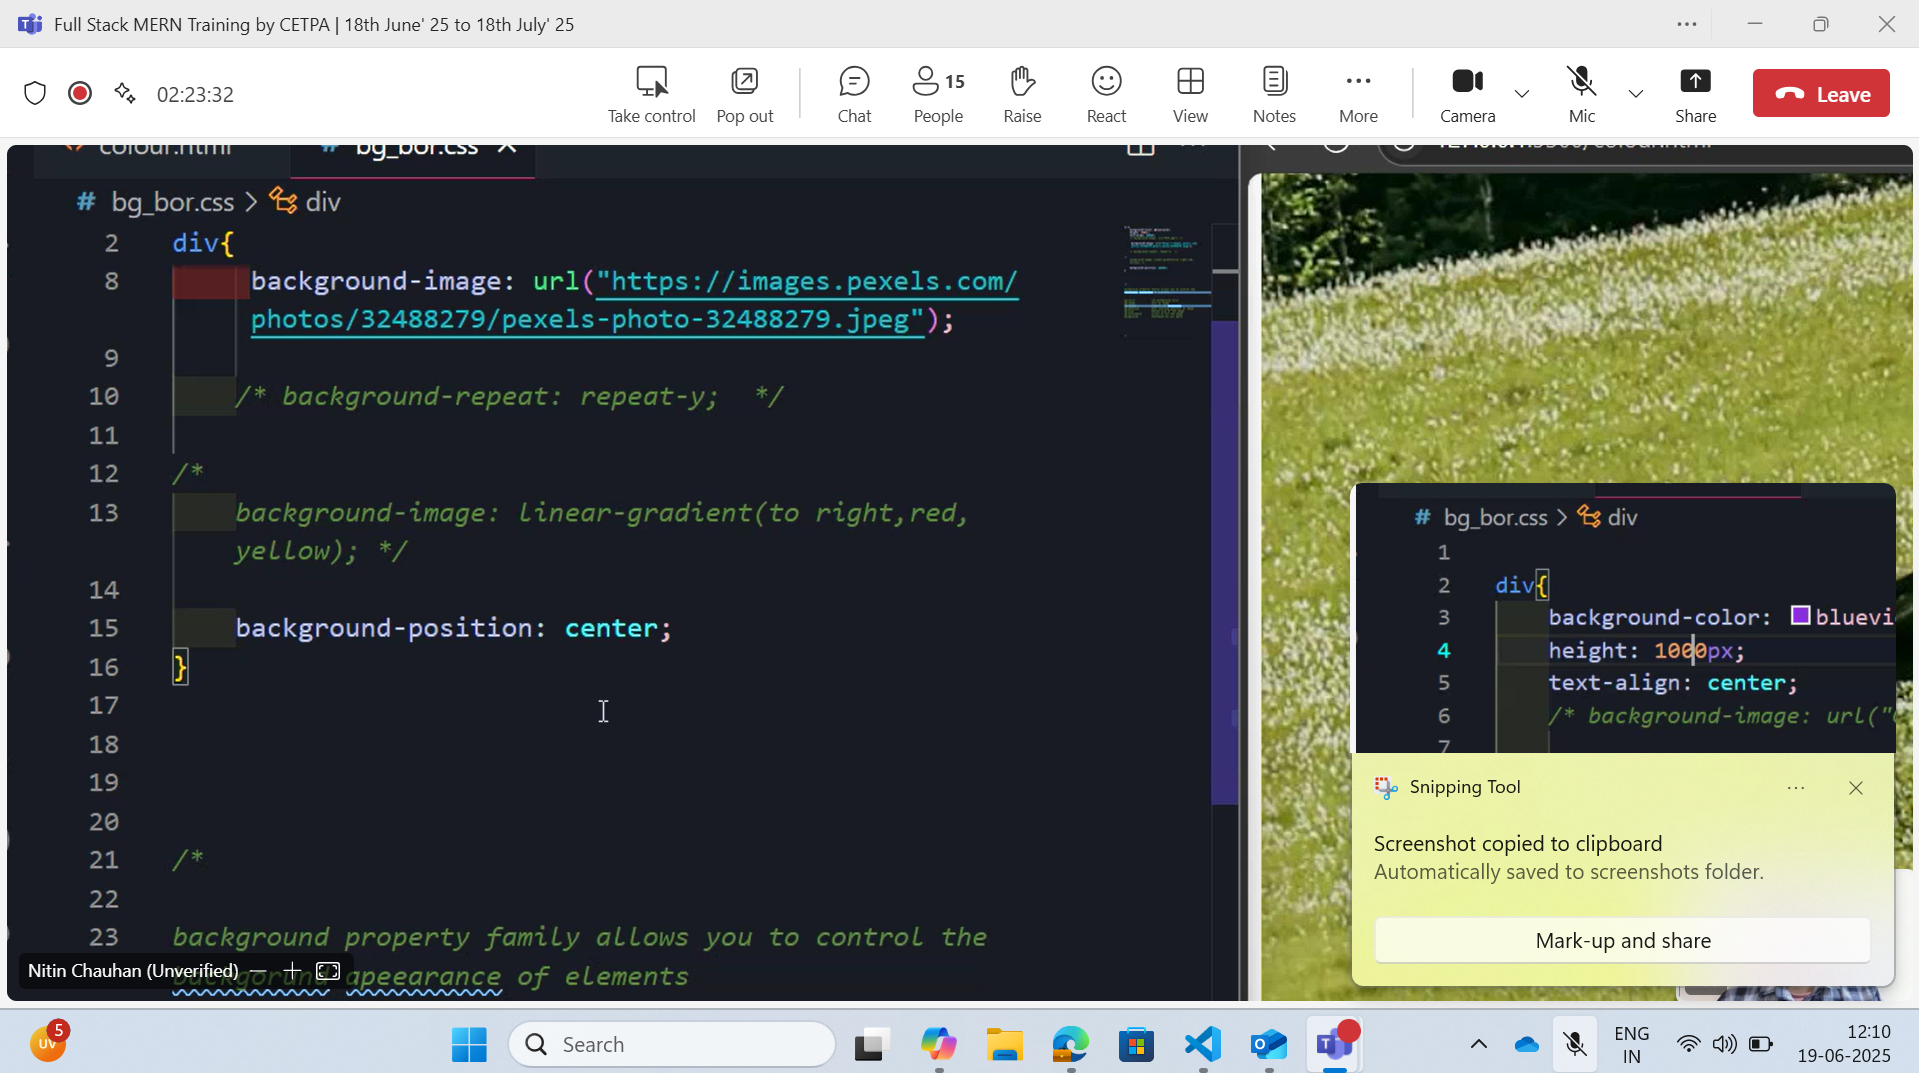 Full Stack MERN Training by CETPA | 18th June' 25 to 18th July' 25
02:23:32
Take control
Pop out
Chat
15
People
Raise
React
View
Notes
More
Camera
Mic
Share
Leave
colour.html
# bg_bor.css
# bg_bor.css > div
2 div{
8 background-image: url("https://images.pexels.com/
photos/32488279/pexels-photo-32488279.jpeg");
9
10 /* background-repeat: repeat-y; */
11
12 /*
13 background-image: linear-gradient(to right,red,
yellow); */
14
15 background-position: center;
16 }
17
18
19
20
21 /*
22
23 background property family allows you to control the
backgorund apeearance of elements
Nitin Chauhan (Unverified)
# bg_bor.css > div
1
2 div{
3 background-color: bluevi
4 height: 1000px;
5 text-align: center;
6 /* background-image: url("
7
Snipping Tool
Screenshot copied to clipboard
Automatically saved to screenshots folder.
Mark-up and share
UV
5
Search
ENG
IN
12:10
19-06-2025